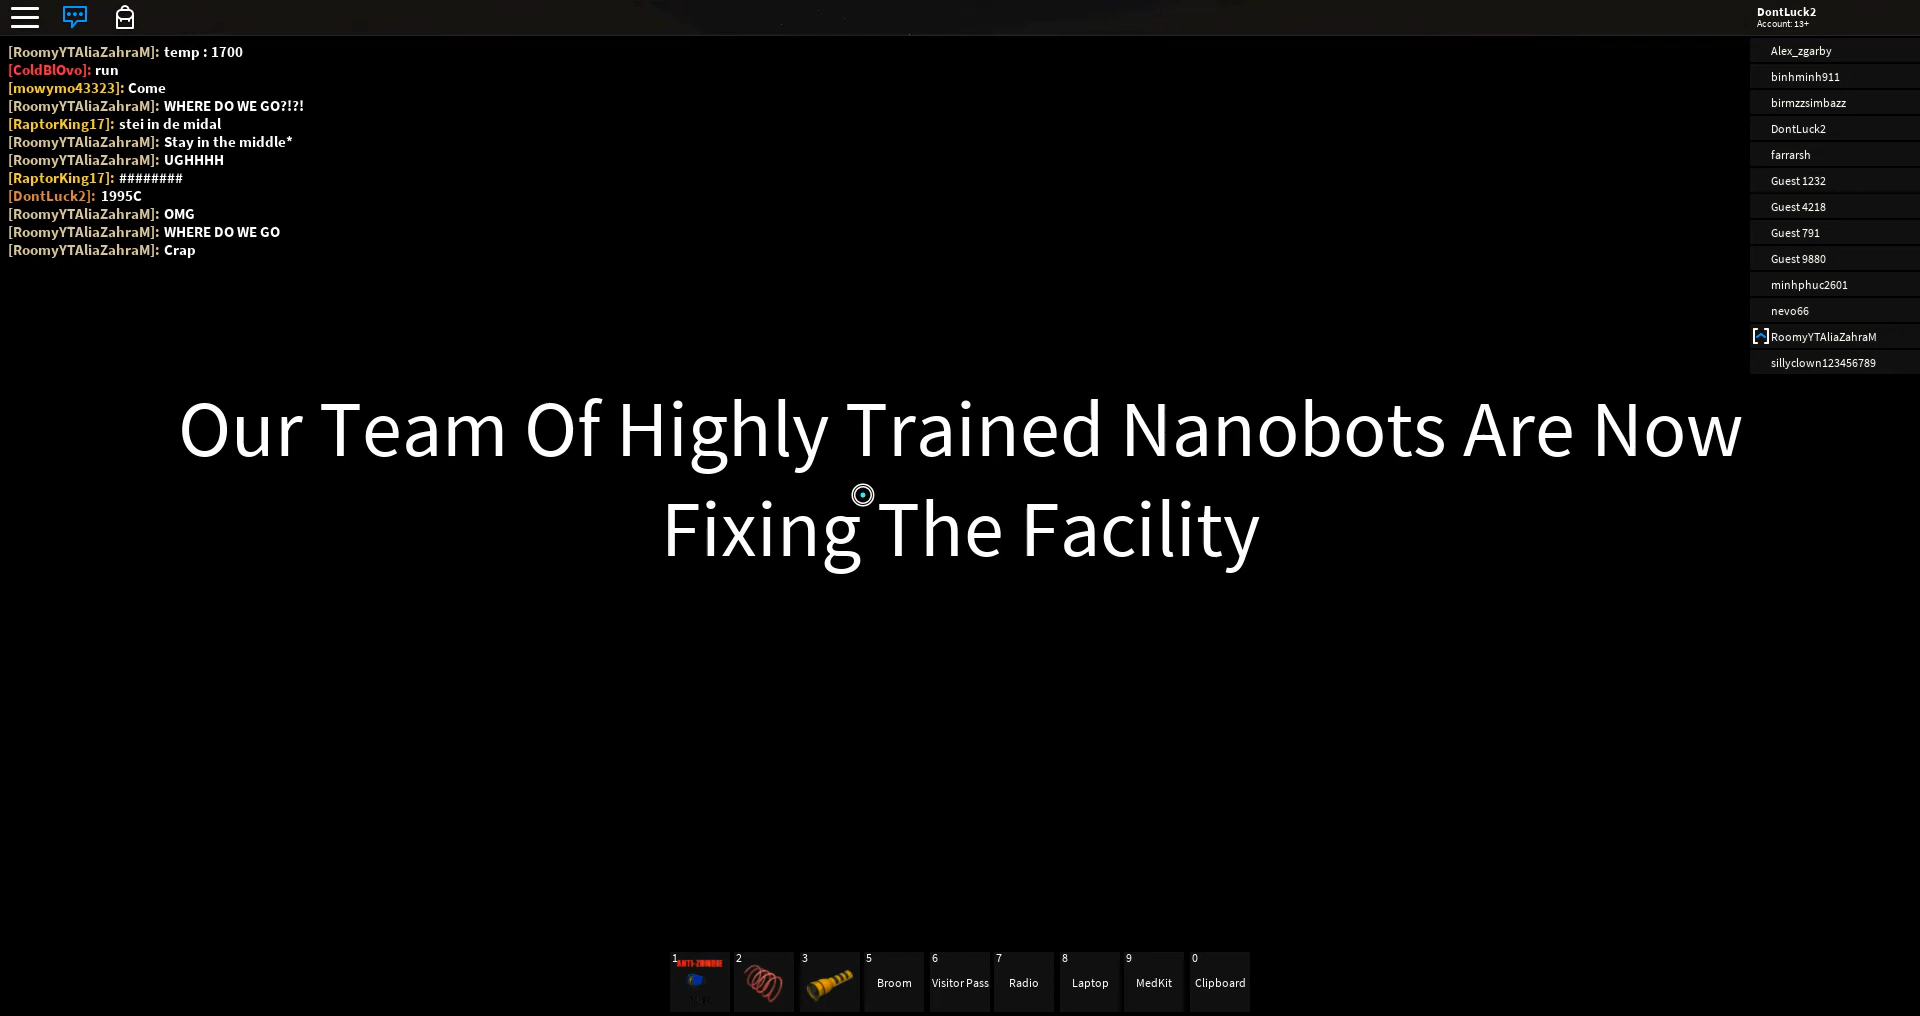 DontLuck2
Account: 13+
[RoomyYTAliaZahraM]: temp : 1700
[ColdBlOvo]: run
[mowymo43323]: Come
[RoomyYTAliaZahraM]: WHERE DO WE GO?!?!
[RaptorKing17]: stei in de midal
[RoomyYTAliaZahraM]: Stay in the middle*
[RoomyYTAliaZahraM]: UGHHHH
[RaptorKing17]: ########
[DontLuck2]: 1995C
[RoomyYTAliaZahraM]: OMG
[RoomyYTAliaZahraM]: WHERE DO WE GO
[RoomyYTAliaZahraM]: Crap
Alex_zgarby
binhminh911
birmzzsimbazz
DontLuck2
farrarsh
Guest 1232
Guest 4218
Guest 791
Guest 9880
minhphuc2601
nevo66
RoomyYTAliaZahraM
sillyclown123456789
Our Team Of Highly Trained Nanobots Are Now
Fixing The Facility
1 2 3 5 6 7 8 9 0
ANTI-ZOMBIE
Broom Visitor Pass Radio Laptop MedKit Clipboard